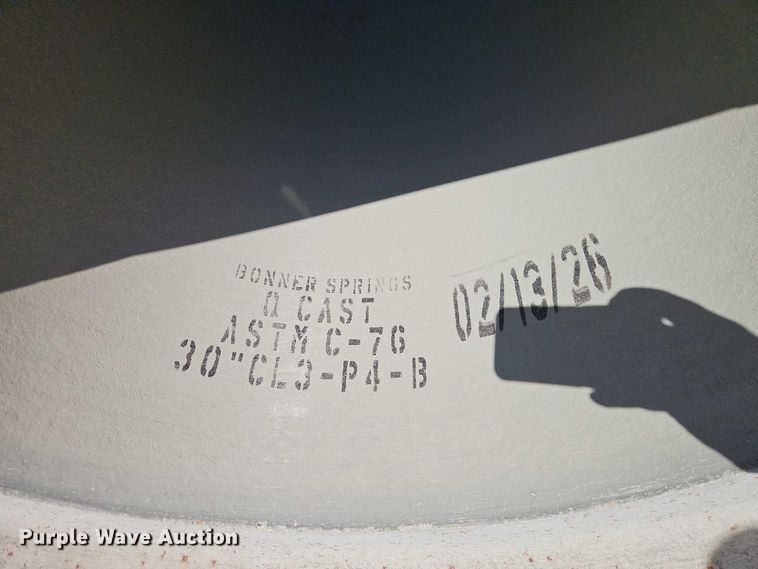 BONNER SPRINGS
Q CAST
ASTM C-76
30" CL3-P4-B
02/13/26
Purple Wave Auction